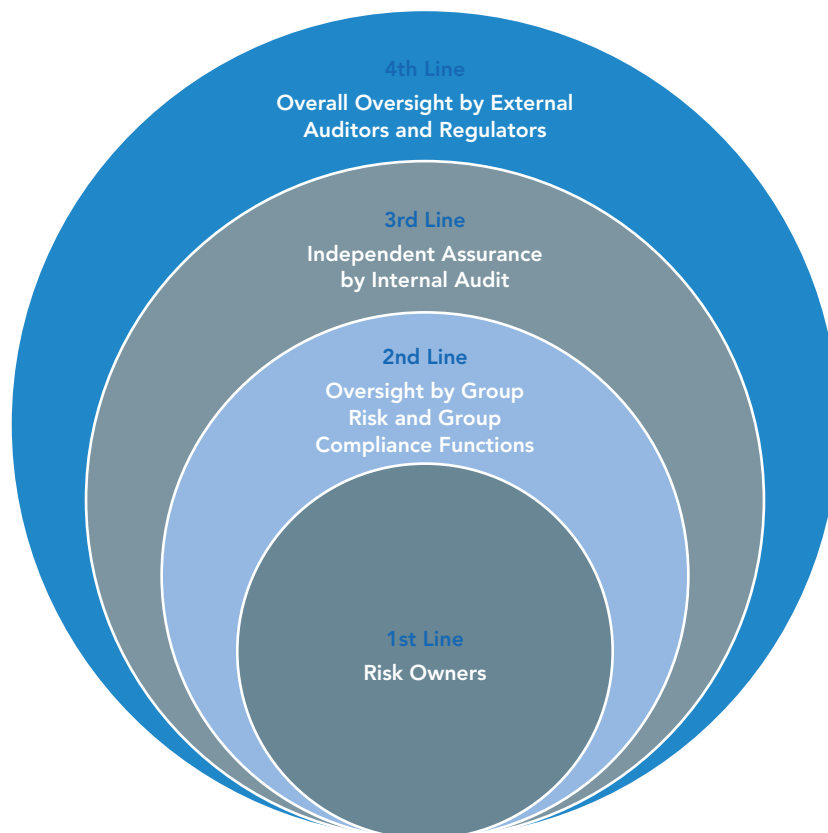 4th Line
Overall Oversight by External
Auditors and Regulators
3rd Line
Independent Assurance
by Internal Audit
2nd Line
Oversight by Group
Risk and Group
Compliance Functions
1st Line
Risk Owners